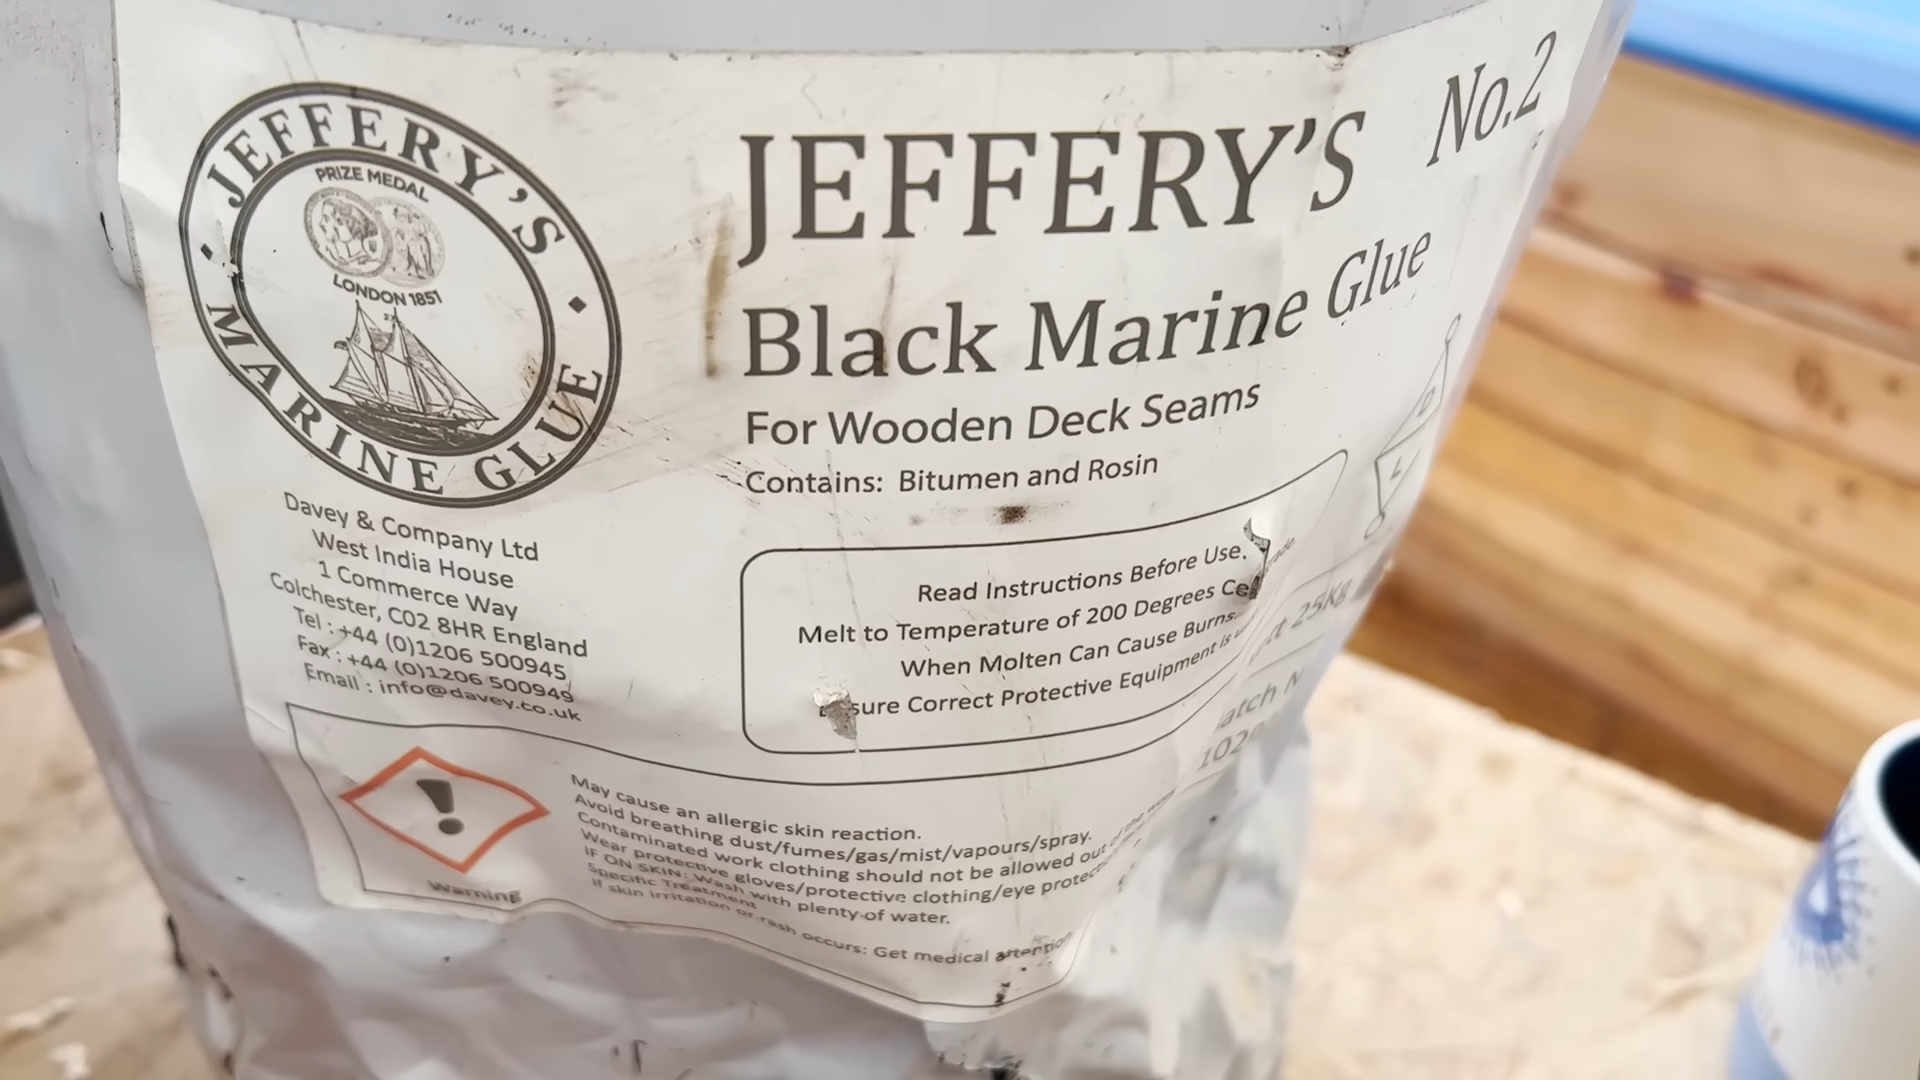 JEFFERY'S
PRIZE MEDAL
LONDON 1851
MARINE GLUE
JEFFERY'S No.2
Black Marine Glue
For Wooden Deck Seams
Contains: Bitumen and Rosin
Davey & Company Ltd
West India House
1 Commerce Way
Colchester, C02 8HR England
Tel : +44 (0)1206 500945
Fax : +44 (0)1206 500949
Email : info@davey.co.uk
Read Instructions Before Use.
Melt to Temperature of 200 Degrees
When Molten Can Cause Burns.
Correct Protective Equipment is
25Kg
D
L
Warning
May cause an allergic skin reaction.
Avoid breathing dust/fumes/gas/mist/vapours/spray.
Contaminated work clothing should not be allowed out of the
Wear protective gloves/protective clothing/eye
IF ON SKIN: Wash with plenty of water.
Specific Treatment
If skin irritation or rash occurs: Get medical attention